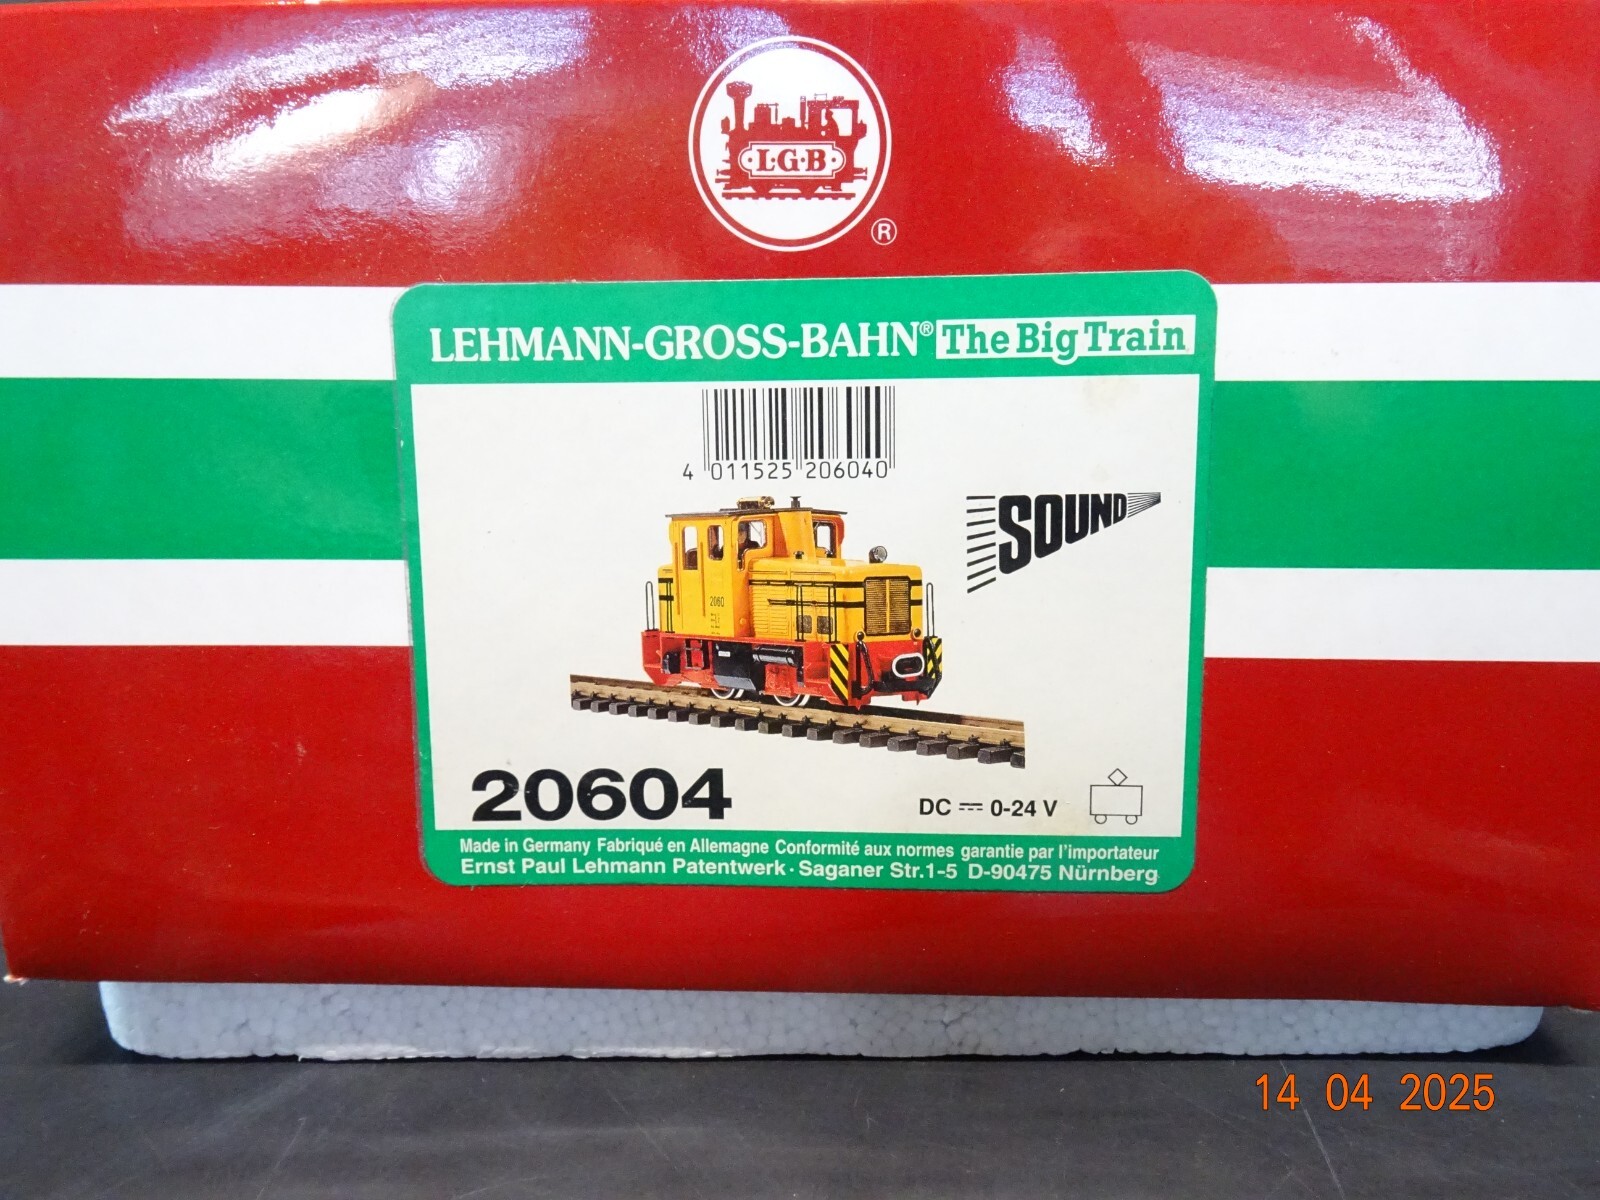 L·G·B
®
LEHMANN-GROSS-BAHN® The Big Train
4 011525 206040
SOUND
2060
20604
DC 0-24 V
Made in Germany Fabriqué en Allemagne Conformité aux normes garantie par l'importateur
Ernst Paul Lehmann Patentwerk · Saganer Str.1-5 D-90475 Nürnberg
14 04 2025